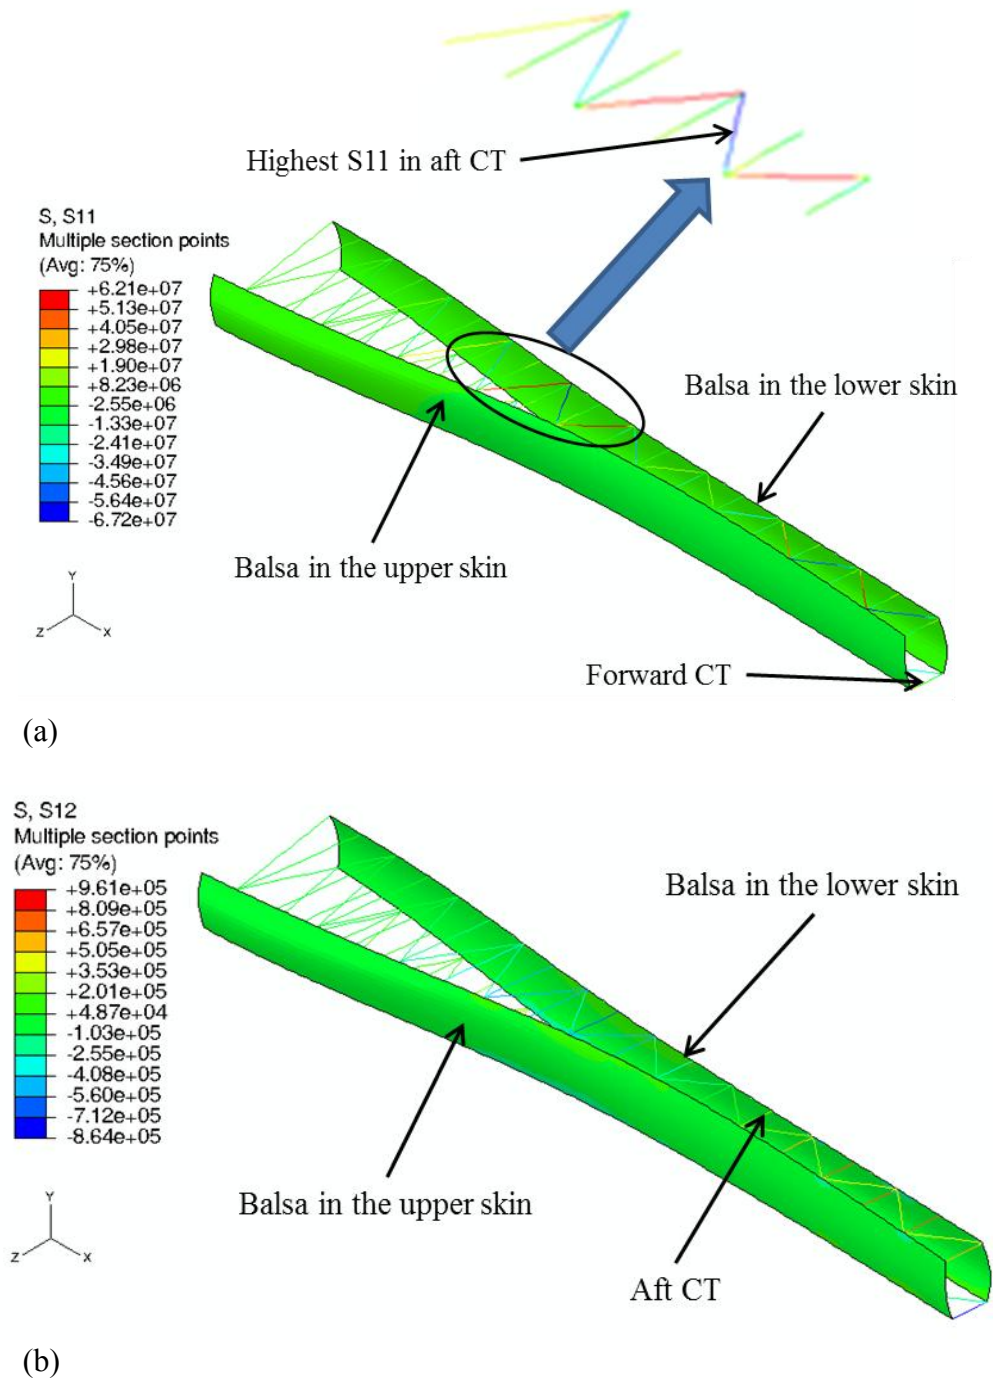 Highest S11 in aft CT
S, S11
Multiple section points
(Avg: 75%)
+6.21e+07
+5.13e+07
+4.05e+07
+2.98e+07
+1.90e+07
+8.23e+06
-2.55e+06
-1.33e+07
-2.41e+07
-3.49e+07
-4.56e+07
-5.64e+07
-6.72e+07
Balsa in the lower skin
Balsa in the upper skin
Y
Z
X
Forward CT
(a)
S, S12
Multiple section points
(Avg: 75%)
+9.61e+05
+8.09e+05
+6.57e+05
+5.05e+05
+3.53e+05
+2.01e+05
+4.87e+04
-1.03e+05
-2.55e+05
-4.08e+05
-5.60e+05
-7.12e+05
-8.64e+05
Balsa in the lower skin
Balsa in the upper skin
Y
Z
X
Aft CT
(b)